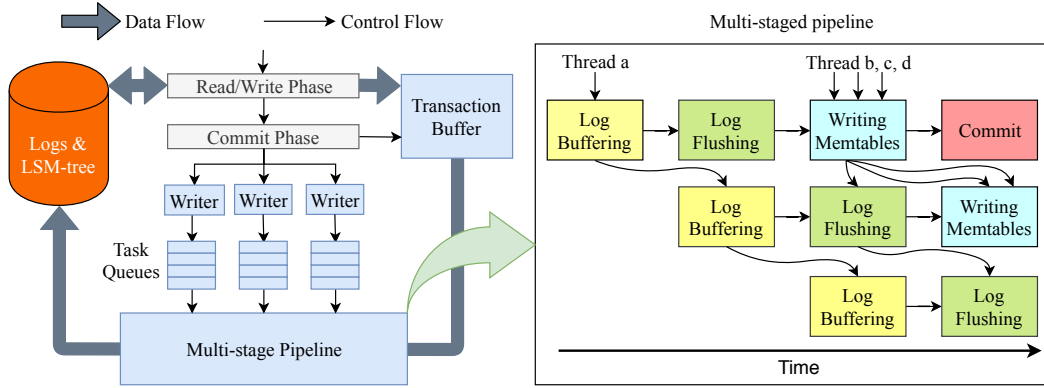 Data Flow
Control Flow
Multi-staged pipeline
Logs &
LSM-tree
Read/Write Phase
Commit Phase
Transaction
Buffer
Writer
Writer
Writer
Task
Queues
Multi-stage Pipeline
Thread a
Thread b, c, d
Log
Buffering
Log
Flushing
Writing
Memtables
Commit
Log
Buffering
Log
Flushing
Writing
Memtables
Log
Buffering
Log
Flushing
Time